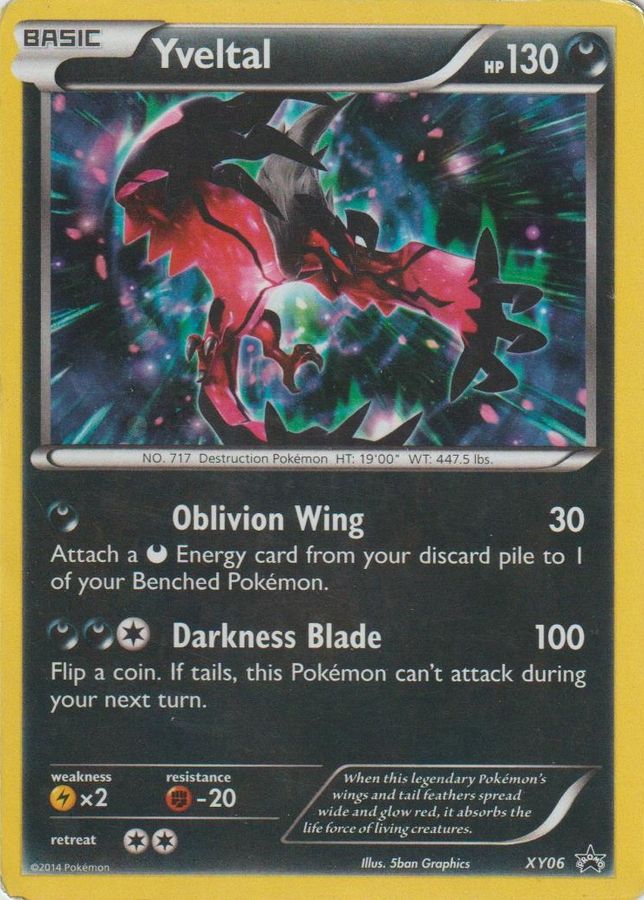 BASIC
Yveltal
HP130
NO. 717 Destruction Pokémon HT: 19'00" WT: 447.5 lbs.
Oblivion Wing 30
Attach a Energy card from your discard pile to 1
of your Benched Pokémon.
Darkness Blade 100
Flip a coin. If tails, this Pokémon can't attack during
your next turn.
weakness
×2
resistance
-20
retreat
When this legendary Pokémon's
wings and tail feathers spread
wide and glow red, it absorbs the
life force of living creatures.
©2014 Pokémon
Illus. 5ban Graphics
XY06
PROMO